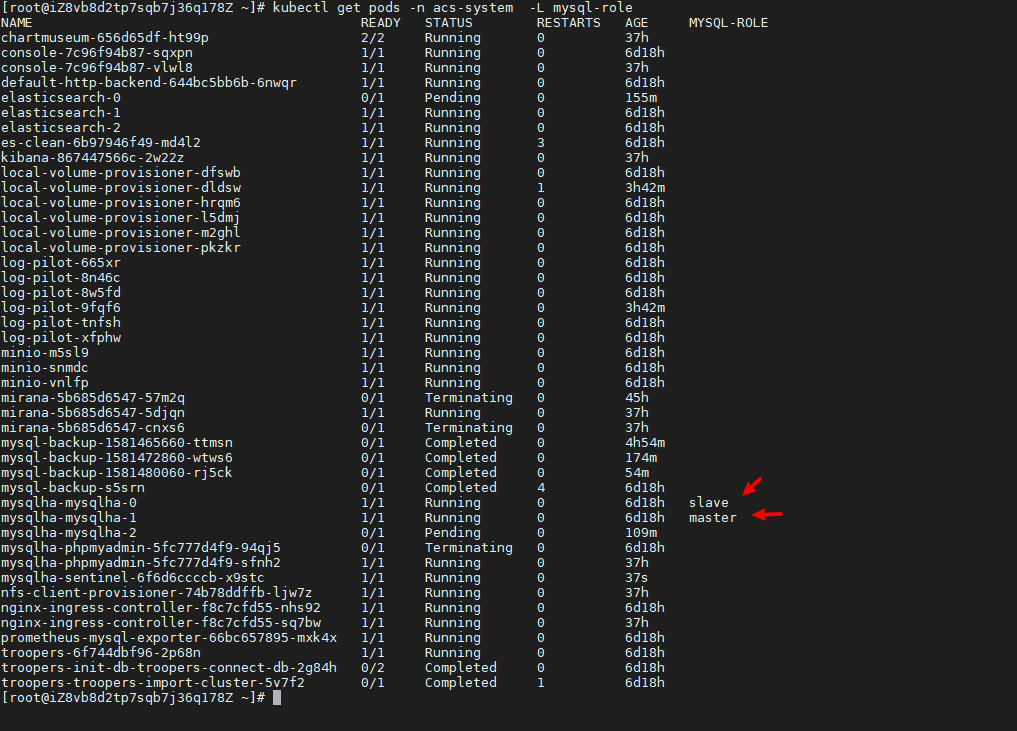 [root@iZ8vb8d2tp7sqb7j36q178Z ~]# kubectl get pods -n acs-system  -L mysql-role
NAME READY STATUS RESTARTS AGE MYSQL-ROLE
chartmuseum-656d65df-ht99p 2/2 Running 0 37h
console-7c96f94b87-sqxpn 1/1 Running 0 6d18h
console-7c96f94b87-vlwl8 1/1 Running 0 37h
default-http-backend-644bc5bb6b-6nwqr 1/1 Running 0 6d18h
elasticsearch-0 0/1 Pending 0 155m
elasticsearch-1 1/1 Running 0 6d18h
elasticsearch-2 1/1 Running 0 6d18h
es-clean-6b97946f49-md4l2 1/1 Running 3 6d18h
kibana-867447566c-2w22z 1/1 Running 0 37h
local-volume-provisioner-dfswb 1/1 Running 0 6d18h
local-volume-provisioner-dldsw 1/1 Running 1 3h42m
local-volume-provisioner-hrqm6 1/1 Running 0 6d18h
local-volume-provisioner-l5dmj 1/1 Running 0 6d18h
local-volume-provisioner-m2ghl 1/1 Running 0 6d18h
local-volume-provisioner-pkzkr 1/1 Running 0 6d18h
log-pilot-665xr 1/1 Running 0 6d18h
log-pilot-8n46c 1/1 Running 0 6d18h
log-pilot-8w5fd 1/1 Running 0 6d18h
log-pilot-9fqf6 1/1 Running 0 3h42m
log-pilot-tnfsh 1/1 Running 0 6d18h
log-pilot-xfphw 1/1 Running 0 6d18h
minio-m5sl9 1/1 Running 0 6d18h
minio-snmdc 1/1 Running 0 6d18h
minio-vnlfp 1/1 Running 0 6d18h
mirana-5b685d6547-57m2q 0/1 Terminating 0 45h
mirana-5b685d6547-5djqn 1/1 Running 0 37h
mirana-5b685d6547-cnxs6 0/1 Terminating 0 37h
mysql-backup-1581465660-ttmsn 0/1 Completed 0 4h54m
mysql-backup-1581472860-wtws6 0/1 Completed 0 174m
mysql-backup-1581480060-rj5ck 0/1 Completed 0 54m
mysql-backup-s5srn 0/1 Completed 4 6d18h
mysqlha-mysqlha-0 1/1 Running 0 6d18h slave
mysqlha-mysqlha-1 1/1 Running 0 6d18h master
mysqlha-mysqlha-2 0/1 Pending 0 109m
mysqlha-phpmyadmin-5fc777d4f9-94qj5 0/1 Terminating 0 6d18h
mysqlha-phpmyadmin-5fc777d4f9-sfnh2 1/1 Running 0 37h
mysqlha-sentinel-6f6d6ccccb-x9stc 1/1 Running 0 37s
nfs-client-provisioner-74b78ddffb-ljw7z 1/1 Running 0 37h
nginx-ingress-controller-f8c7cfd55-nhs92 1/1 Running 0 6d18h
nginx-ingress-controller-f8c7cfd55-sq7bw 1/1 Running 0 37h
prometheus-mysql-exporter-66bc657895-mxk4x 1/1 Running 0 6d18h
troopers-6f744dbf96-2p68n 1/1 Running 0 6d18h
troopers-init-db-troopers-connect-db-2g84h 0/2 Completed 0 6d18h
troopers-troopers-import-cluster-5v7f2 0/1 Completed 1 6d18h
[root@iZ8vb8d2tp7sqb7j36q178Z ~]#